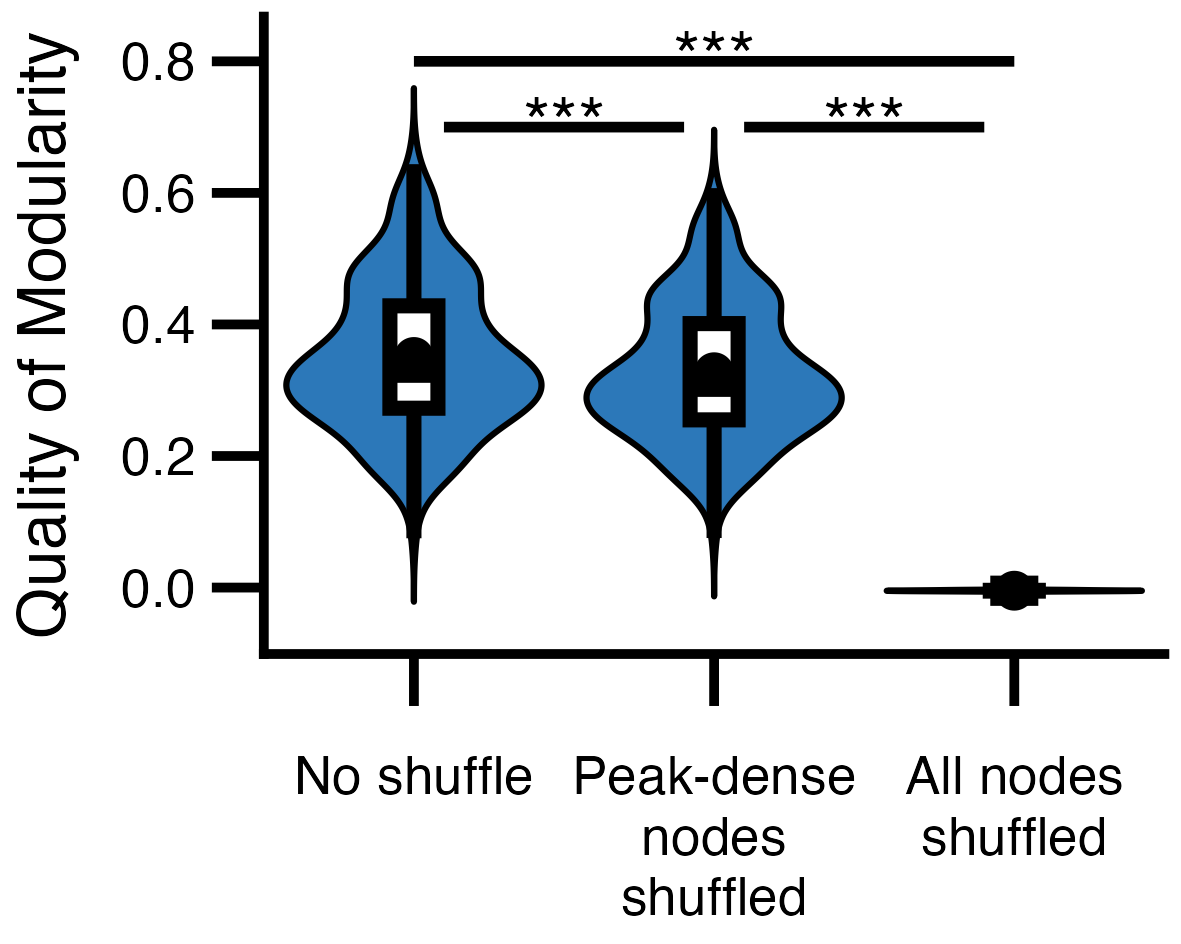 Quality of Modularity
0.8
0.6
0.4
0.2
0.0
***
*** ***
No shuffle
Peak-dense
nodes
shuffled
All nodes
shuffled